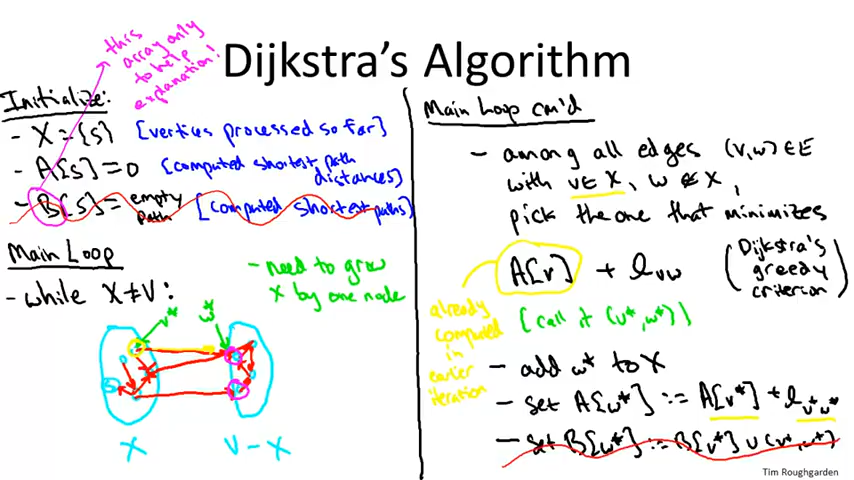 Dijkstra's Algorithm
this
array only
to help
explanation!
Initialize:
- X = {s} [vertices processed so far]
- A[s] = 0 [computed shortest path
distances]
- B[s] = empty
path [computed shortest paths]
Main Loop
- while X ≠ V:
- need to grow
X by one node
v*
w*
s
X
V - X
Main Loop cnt'd
- among all edges (v,w) ∈ E
with v ∈ X, w ∉ X,
pick the one that minimizes
A[v] + l_vw
(Dijkstra's
greedy
criterion)
already
computed
in
earlier
iteration
[call it (v*, w*)]
- add w* to X
- set A[w*] := A[v*] + l_v*w*
- set B[w*] := B[v*] ∪ (v*, w*)
Tim Roughgarden